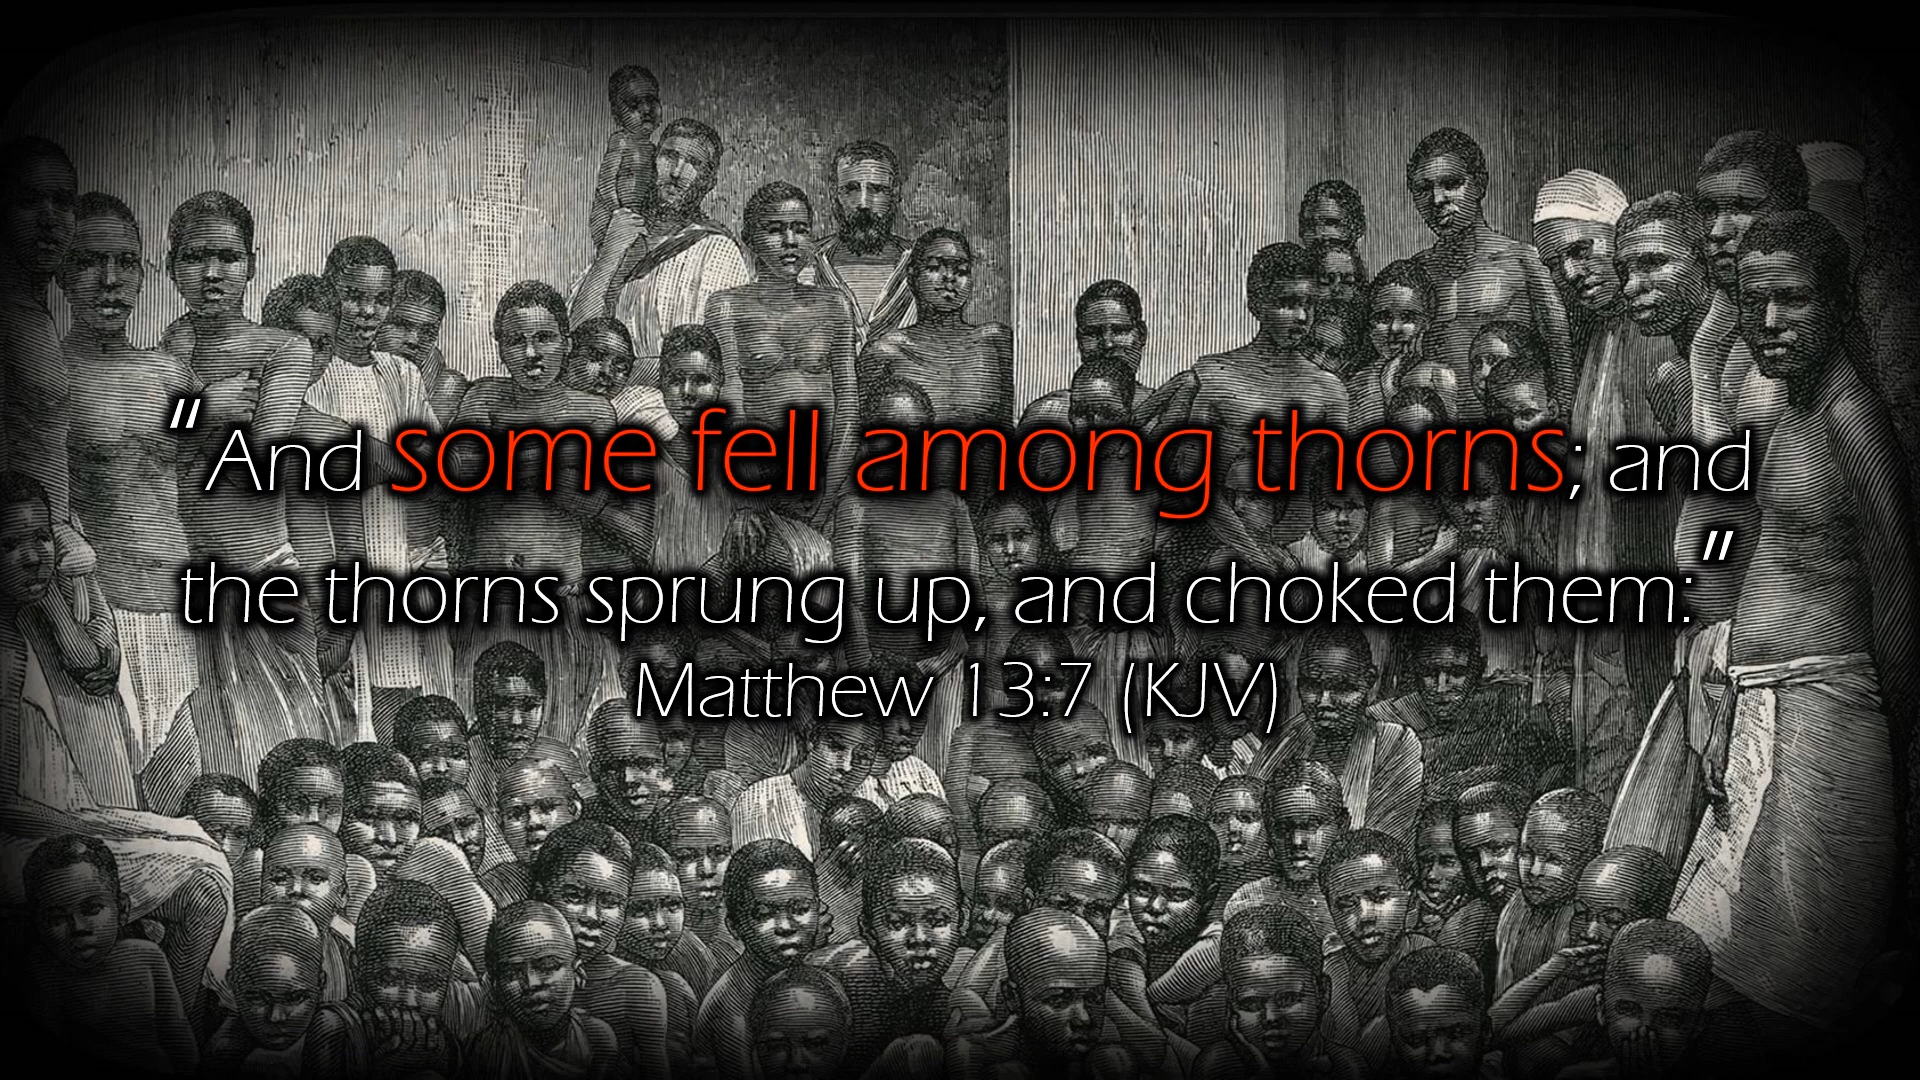 “And some fell among thorns; and
the thorns sprung up, and choked them:”
Matthew 13:7 (KJV)